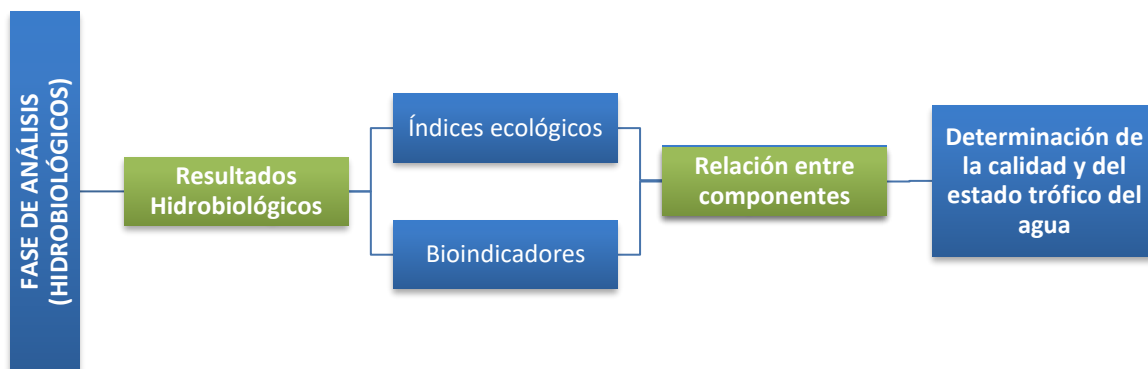 FASE DE ANÁLISIS
(HIDROBIOLÓGICOS)
Resultados
Hidrobiológicos
Índices ecológicos
Bioindicadores
Relación entre
componentes
Determinación de
la calidad y del
estado trófico del
agua